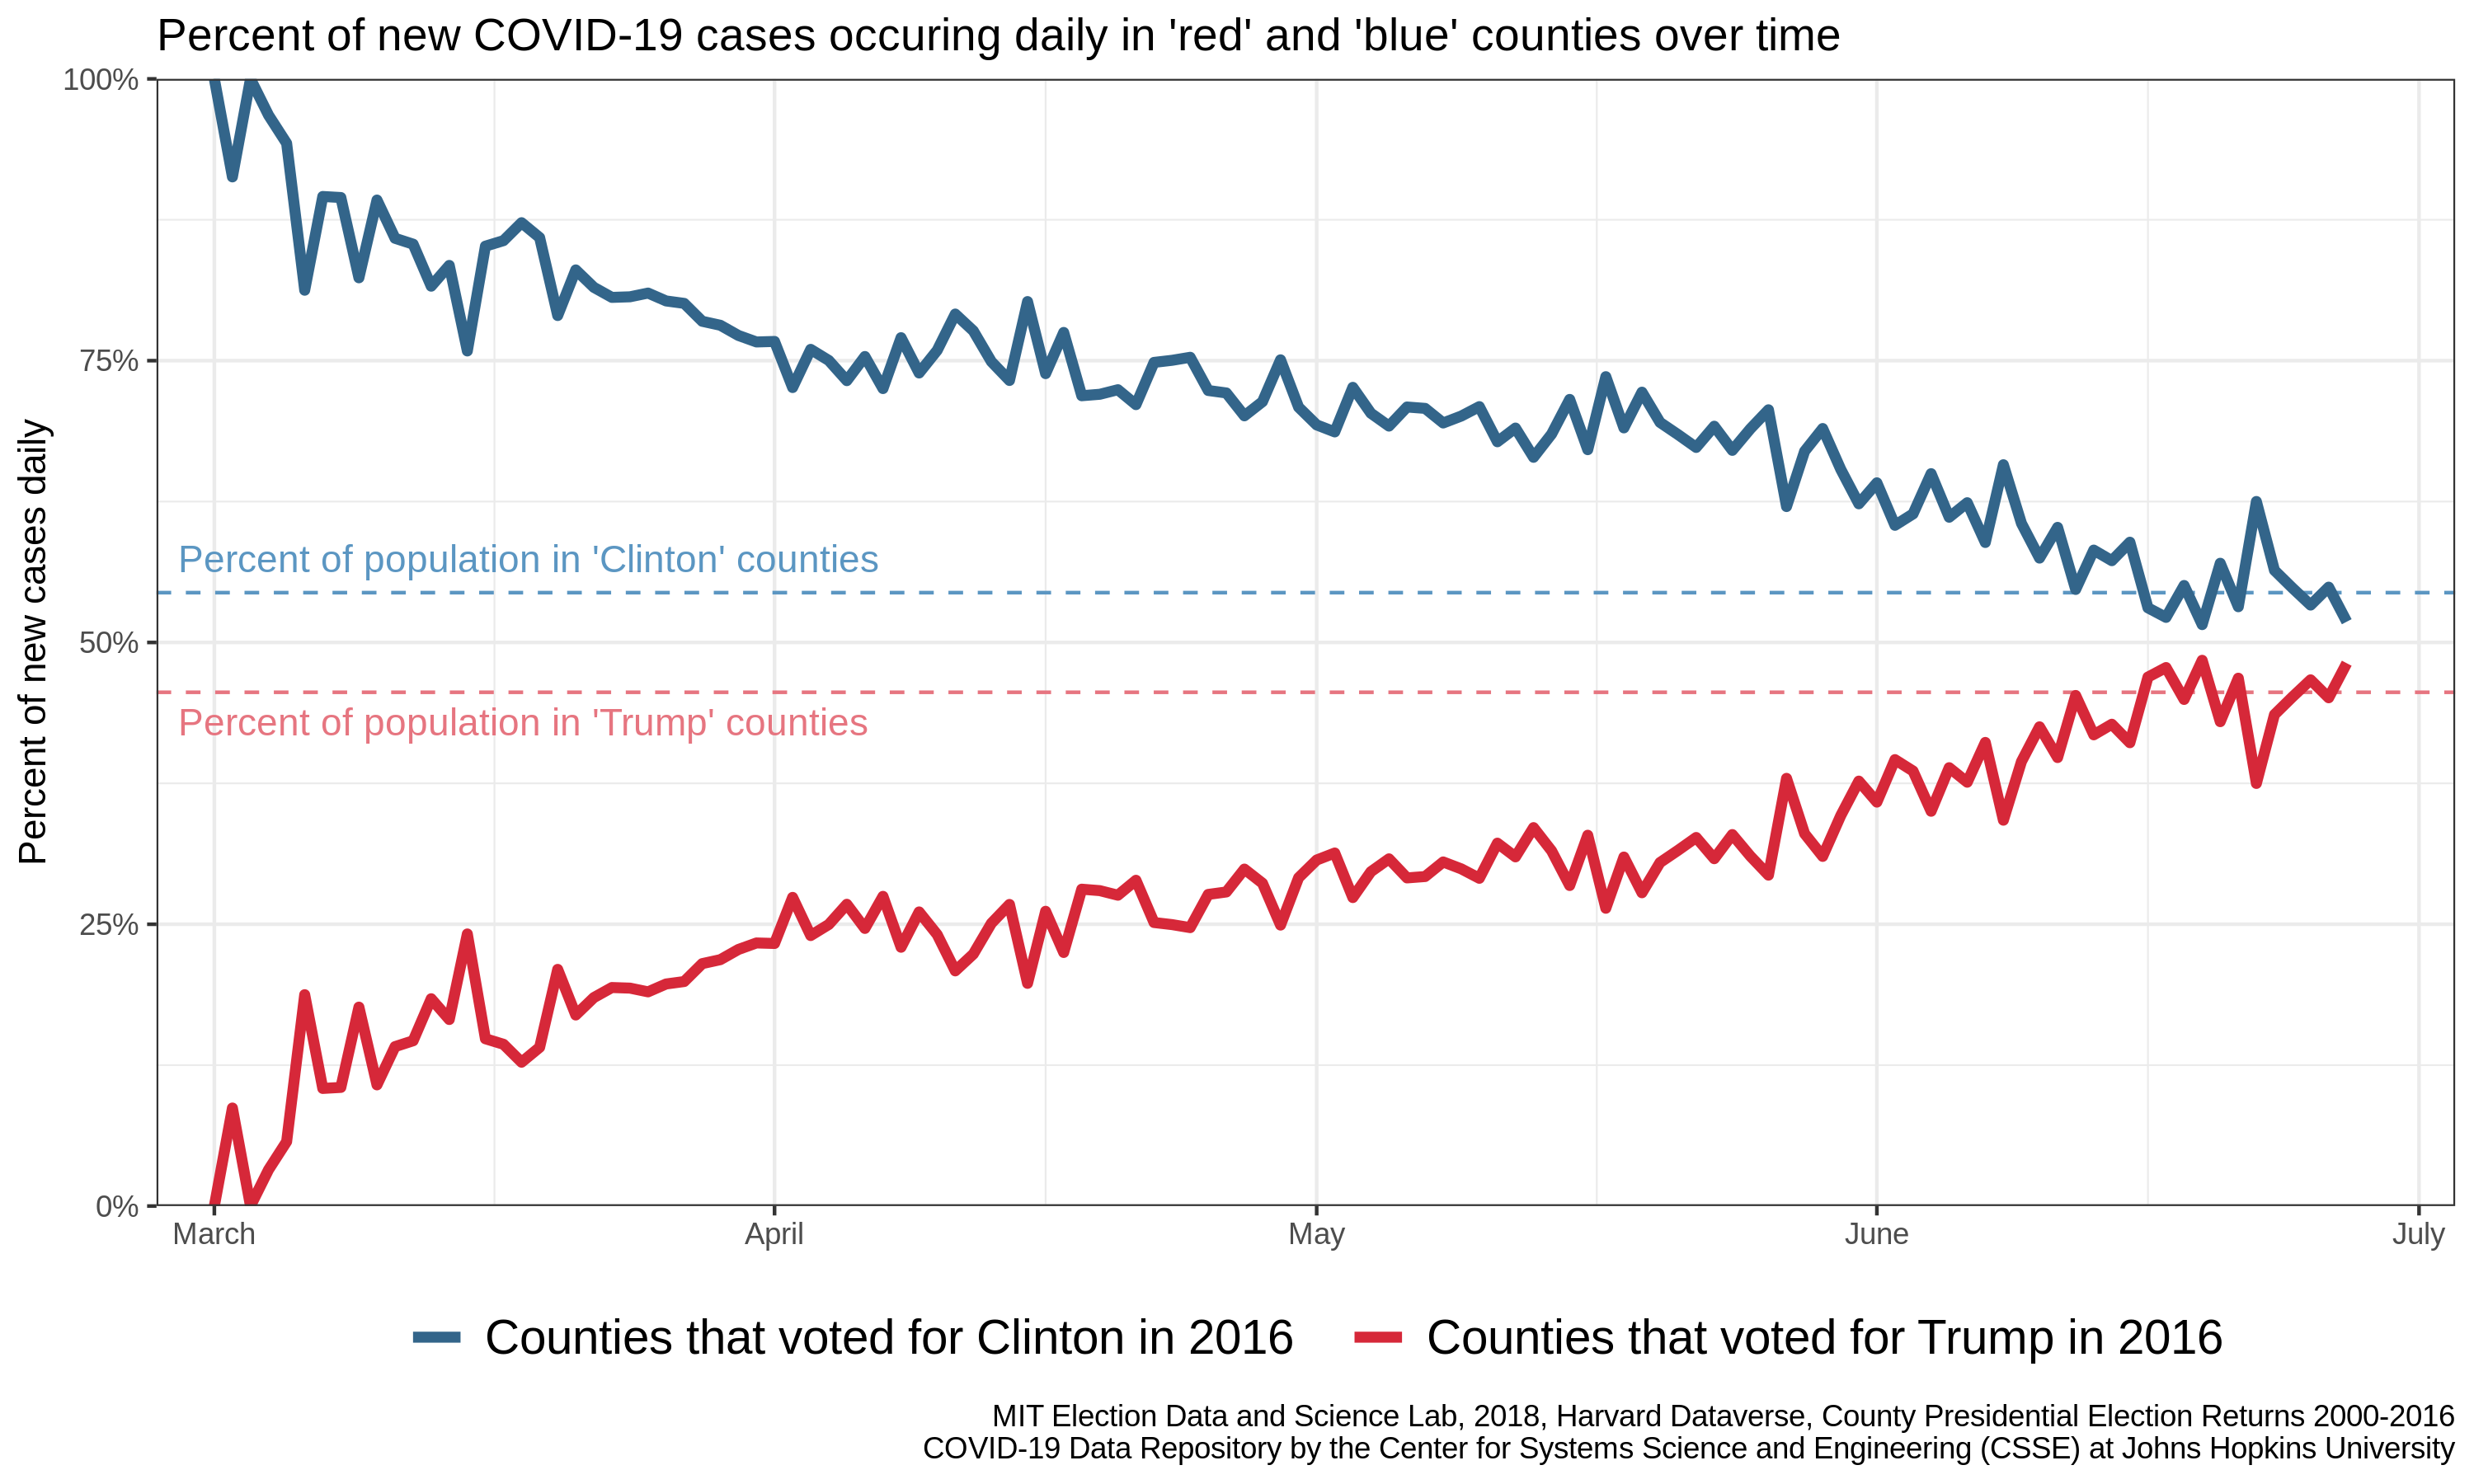 Percent of new COVID-19 cases occuring daily in 'red' and 'blue' counties over time
Percent of new cases daily
100%
75%
50%
25%
0%
Percent of population in 'Clinton' counties
Percent of population in 'Trump' counties
March
April
May
June
July
Counties that voted for Clinton in 2016
Counties that voted for Trump in 2016
MIT Election Data and Science Lab, 2018, Harvard Dataverse, County Presidential Election Returns 2000-2016
COVID-19 Data Repository by the Center for Systems Science and Engineering (CSSE) at Johns Hopkins University